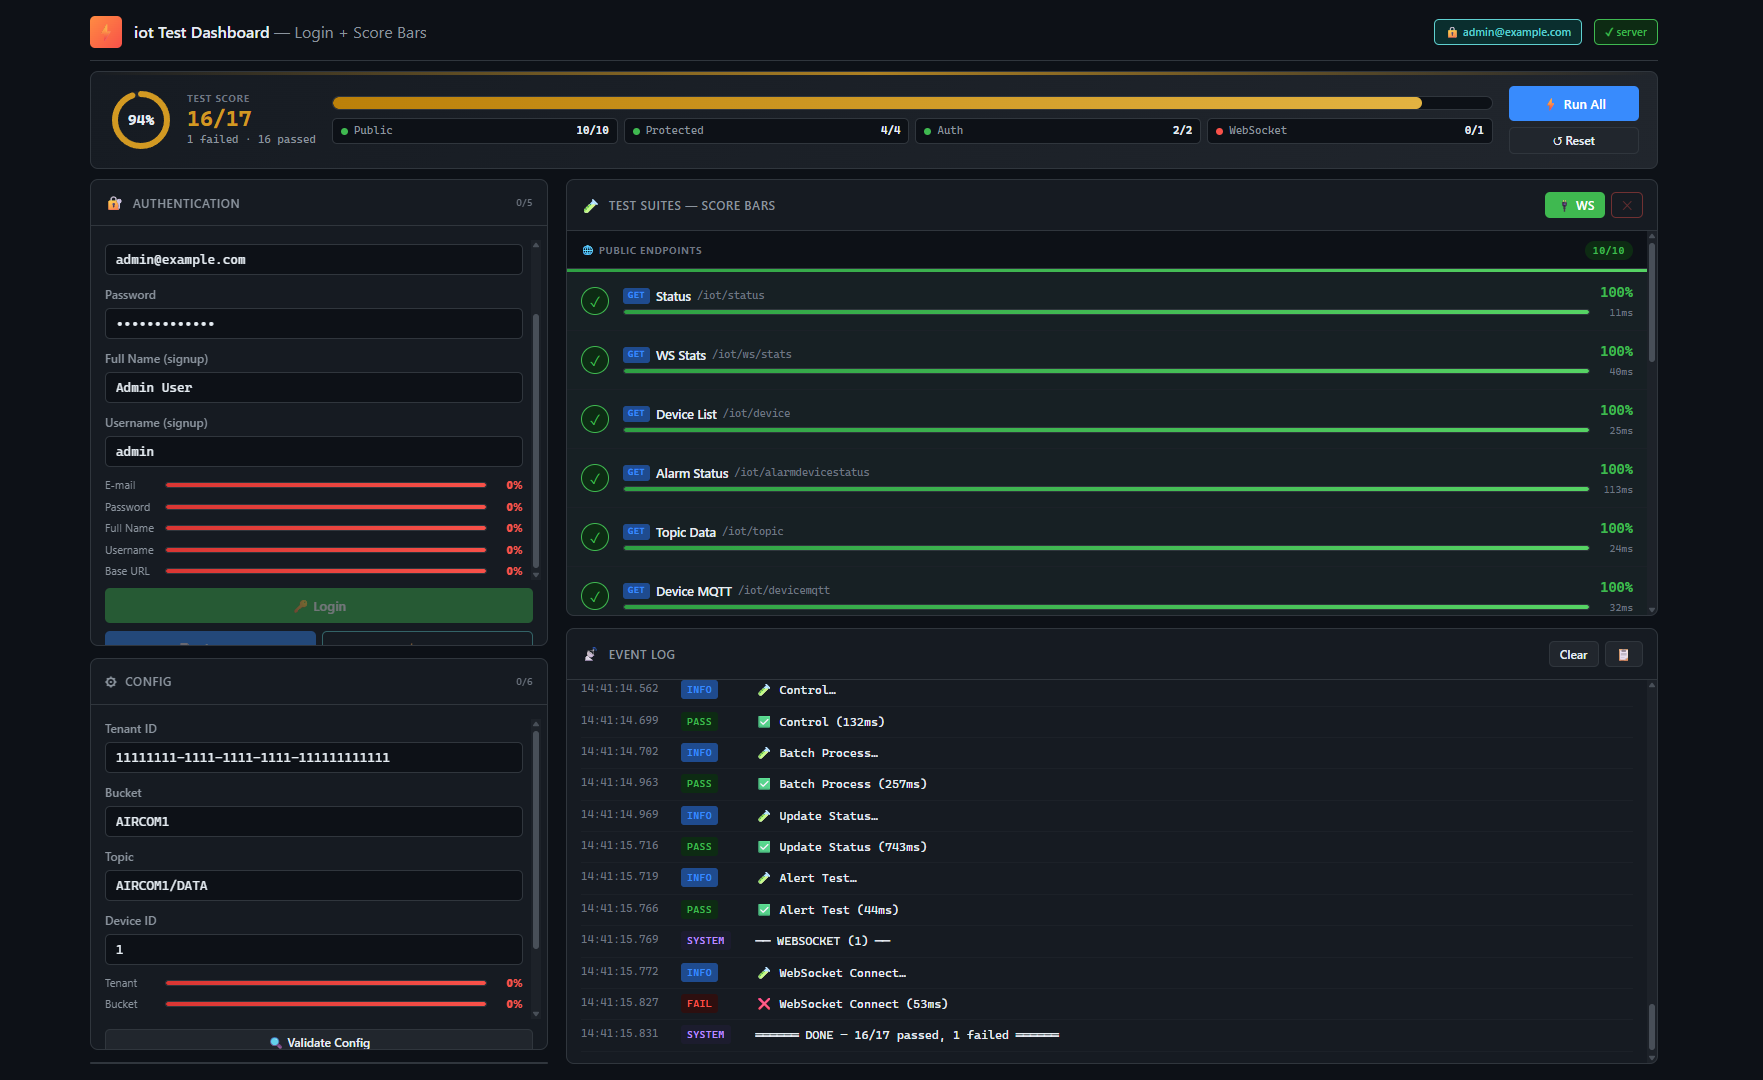 iot Test Dashboard — Login + Score Bars
admin@example.com
✓ server
94%
TEST SCORE
16/17
1 failed · 16 passed
Public 10/10
Protected 4/4
Auth 2/2
WebSocket 0/1
Run All
↺ Reset
AUTHENTICATION 0/5
admin@example.com
Password
•••••••••••••
Full Name (signup)
Admin User
Username (signup)
admin
E-mail 0%
Password 0%
Full Name 0%
Username 0%
Base URL 0%
Login
CONFIG 0/6
Tenant ID
11111111-1111-1111-1111-111111111111
Bucket
AIRCOM1
Topic
AIRCOM1/DATA
Device ID
1
Tenant 0%
Bucket 0%
Validate Config
TEST SUITES — SCORE BARS
WS
PUBLIC ENDPOINTS 10/10
GET Status /iot/status 100%
11ms
GET WS Stats /iot/ws/stats 100%
40ms
GET Device List /iot/device 100%
25ms
GET Alarm Status /iot/alarmdevicestatus 100%
113ms
GET Topic Data /iot/topic 100%
24ms
GET Device MQTT /iot/devicemqtt 100%
32ms
EVENT LOG
Clear
14:41:14.562 INFO Control…
14:41:14.699 PASS Control (132ms)
14:41:14.702 INFO Batch Process…
14:41:14.963 PASS Batch Process (257ms)
14:41:14.969 INFO Update Status…
14:41:15.716 PASS Update Status (743ms)
14:41:15.719 INFO Alert Test…
14:41:15.766 PASS Alert Test (44ms)
14:41:15.769 SYSTEM —— WEBSOCKET (1) ——
14:41:15.772 INFO WebSocket Connect…
14:41:15.827 FAIL WebSocket Connect (53ms)
14:41:15.831 SYSTEM ══════ DONE — 16/17 passed, 1 failed ══════